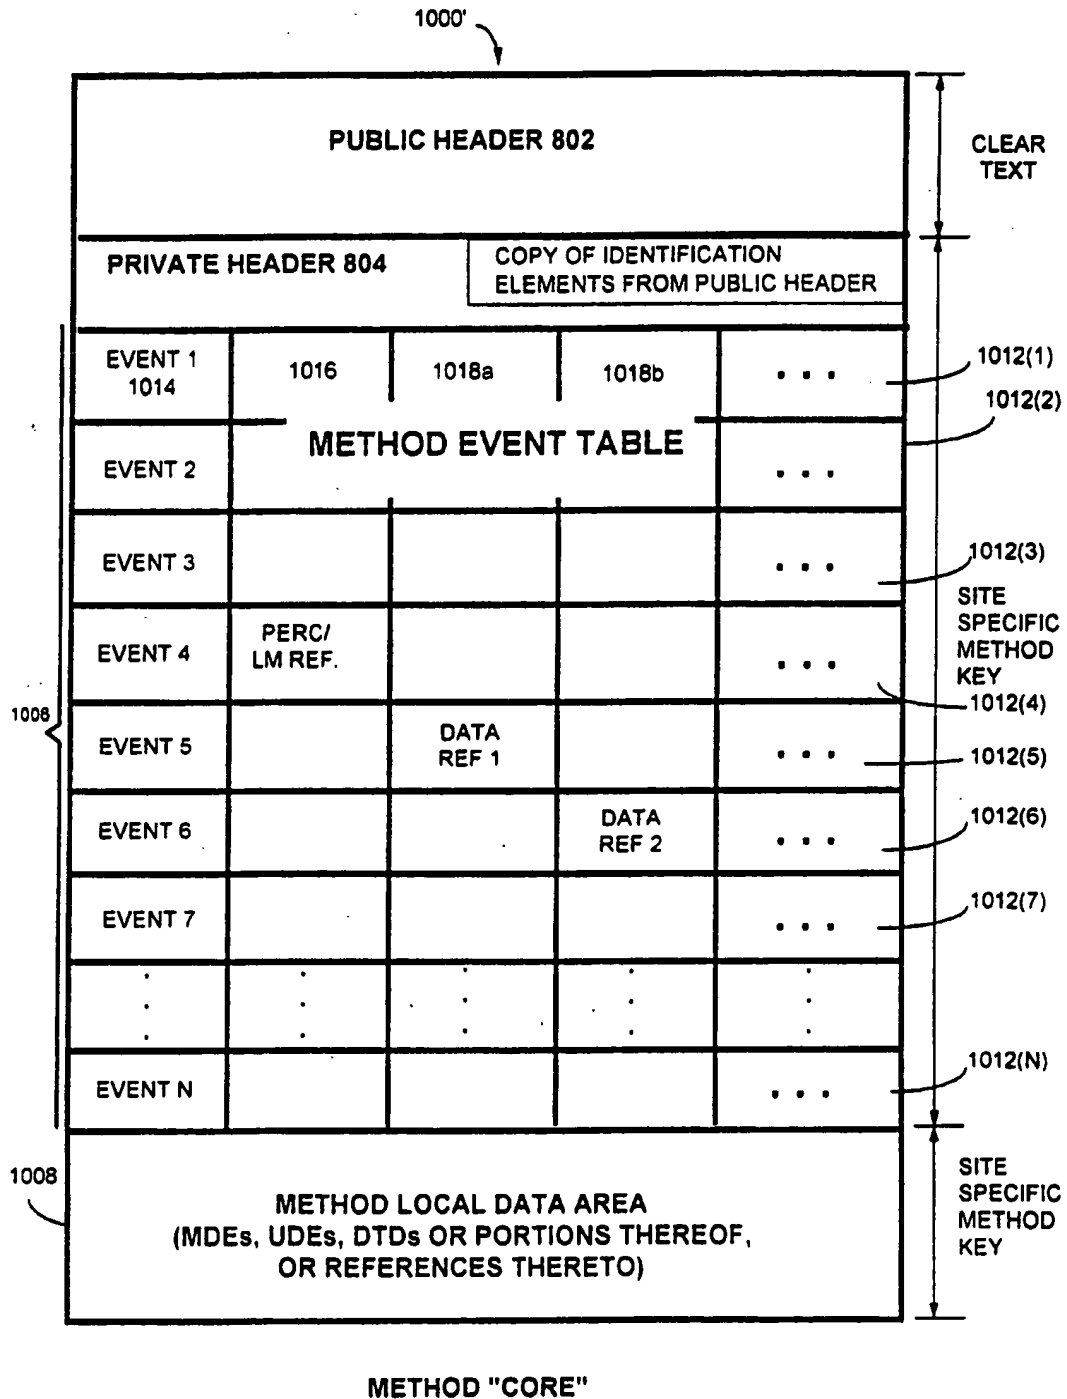 1000'
PUBLIC HEADER 802
CLEAR
TEXT
PRIVATE HEADER 804
COPY OF IDENTIFICATION
ELEMENTS FROM PUBLIC HEADER
EVENT 1
1014
1016
1018a
1018b
. . .
1012(1)
1012(2)
METHOD EVENT TABLE
EVENT 2
. . .
EVENT 3
. . .
1012(3)
SITE
SPECIFIC
METHOD
KEY
EVENT 4
PERC/
LM REF.
. . .
1012(4)
1006
EVENT 5
DATA
REF 1
. . .
1012(5)
EVENT 6
DATA
REF 2
. . .
1012(6)
EVENT 7
. . .
1012(7)
EVENT N
. . .
1012(N)
1008
METHOD LOCAL DATA AREA
(MDEs, UDEs, DTDs OR PORTIONS THEREOF,
OR REFERENCES THERETO)
SITE
SPECIFIC
METHOD
KEY
METHOD "CORE"